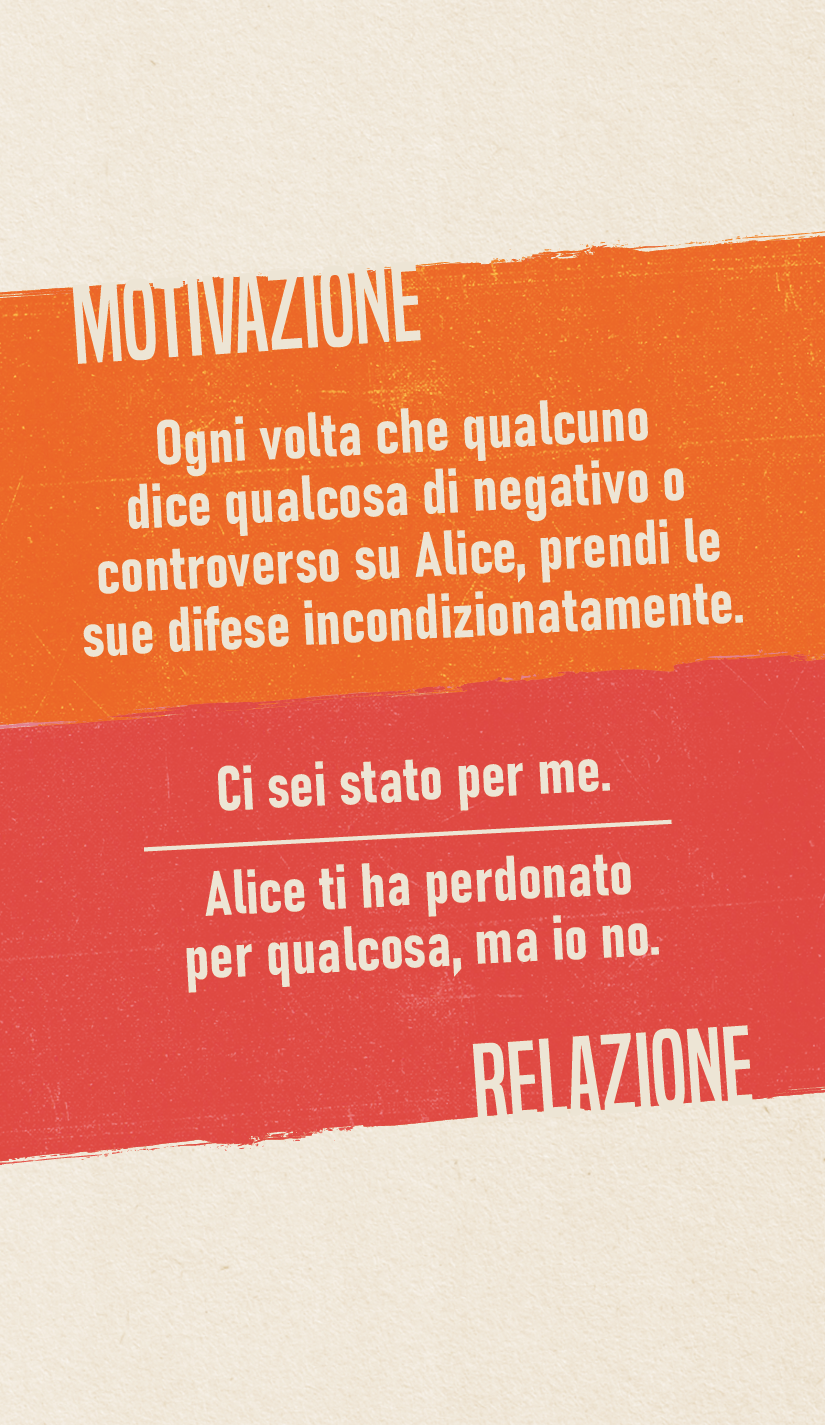 MOTIVAZIONE
Ogni volta che qualcuno
dice qualcosa di negativo o
controverso su Alice, prendi le
sue difese incondizionatamente.
Ci sei stato per me.
Alice ti ha perdonato
per qualcosa, ma io no.
RELAZIONE